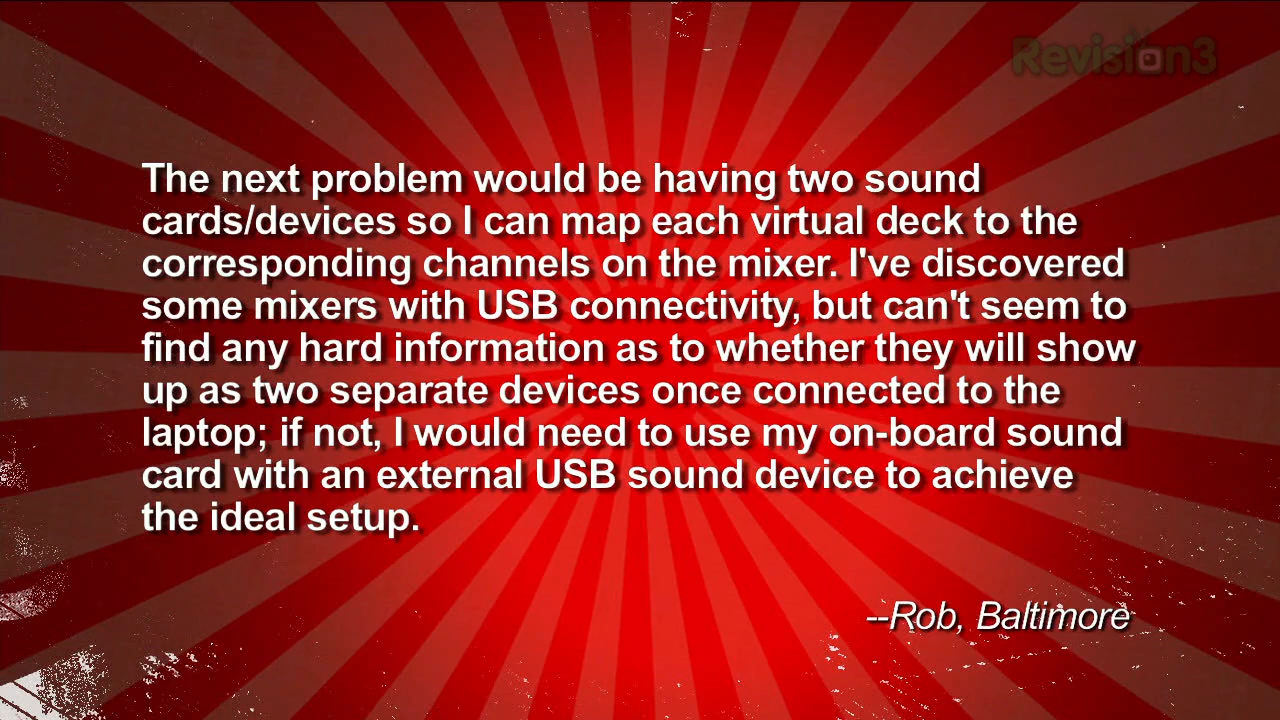 Revision3
The next problem would be having two sound
cards/devices so I can map each virtual deck to the
corresponding channels on the mixer. I've discovered
some mixers with USB connectivity, but can't seem to
find any hard information as to whether they will show
up as two separate devices once connected to the
laptop; if not, I would need to use my on-board sound
card with an external USB sound device to achieve
the ideal setup.
--Rob, Baltimore